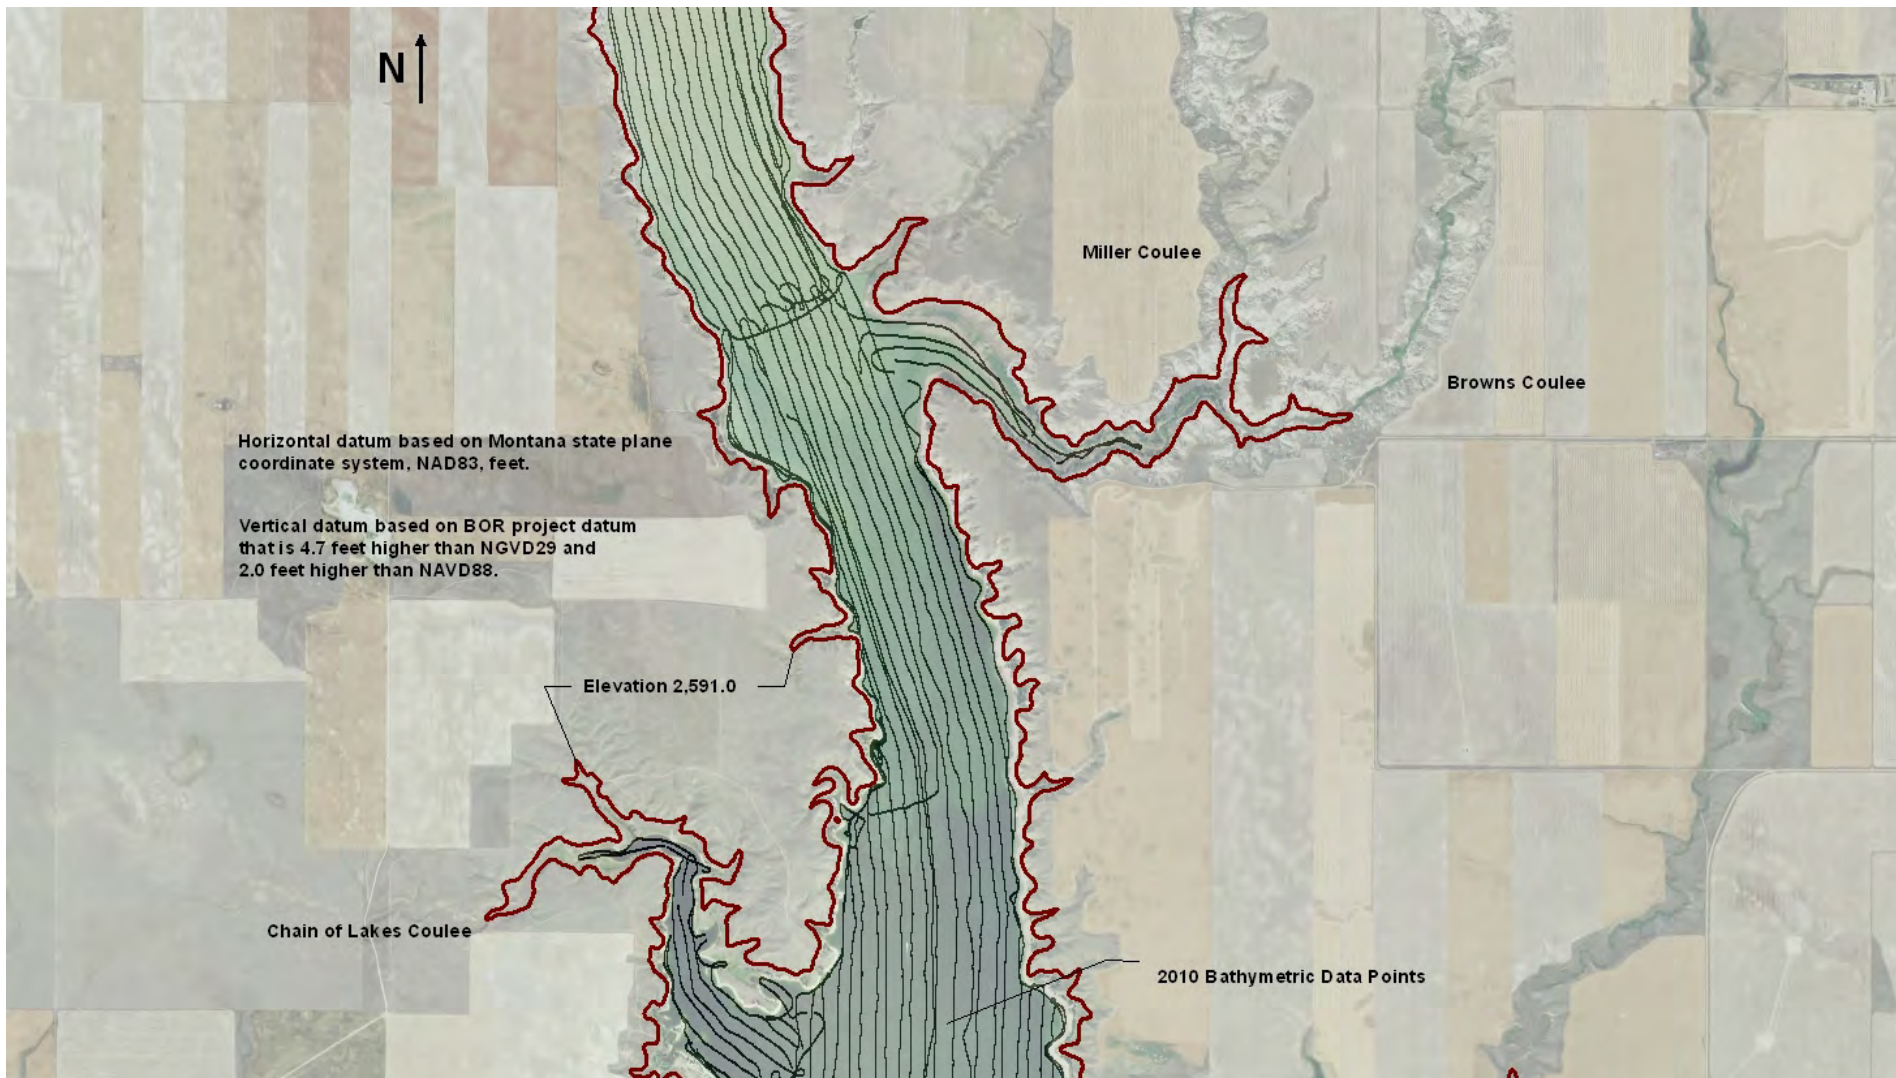 N
Miller Coulee
Browns Coulee
Horizontal datum based on Montana state plane
coordinate system, NAD83, feet.
Vertical datum based on BOR project datum
that is 4.7 feet higher than NGVD29 and
2.0 feet higher than NAVD88.
Elevation 2,591.0
Chain of Lakes Coulee
2010 Bathymetric Data Points